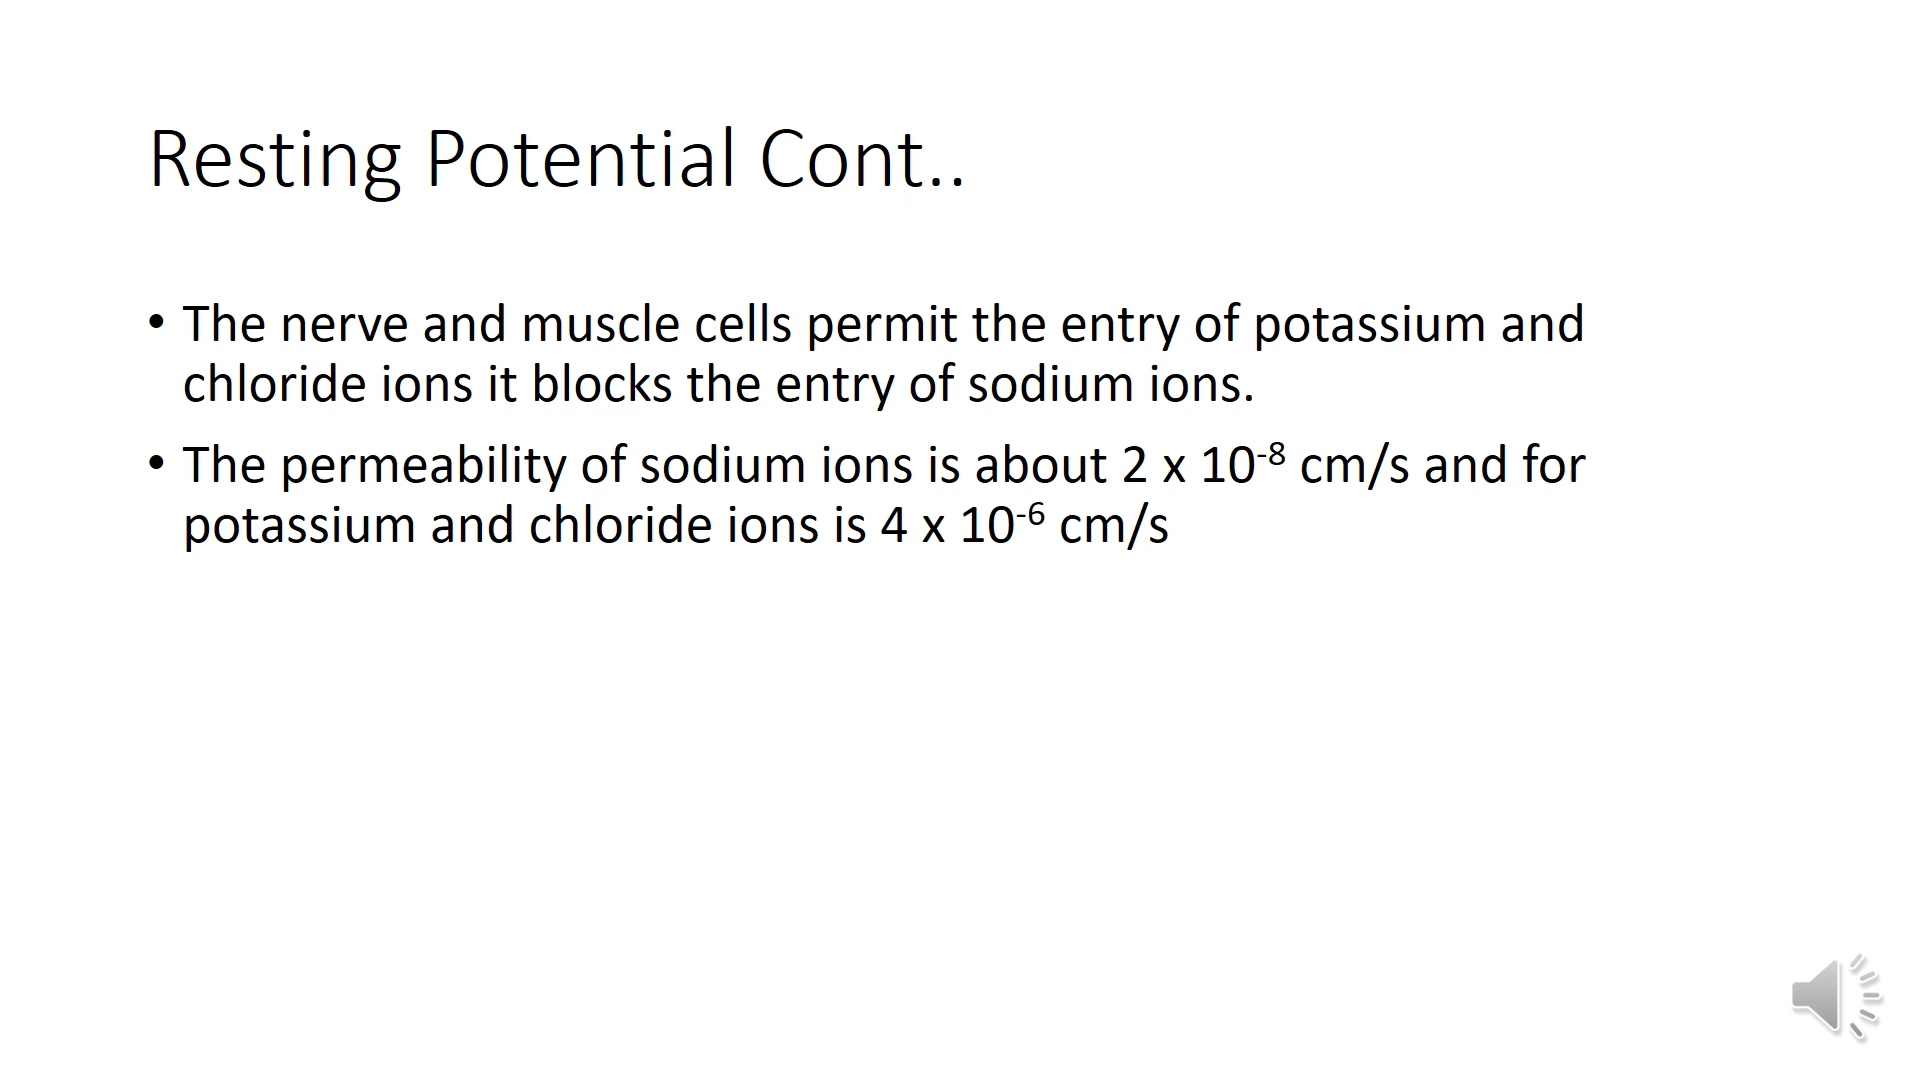 Resting Potential Cont..
• The nerve and muscle cells permit the entry of potassium and
chloride ions it blocks the entry of sodium ions.
• The permeability of sodium ions is about 2 x 10⁻⁸ cm/s and for
potassium and chloride ions is 4 x 10⁻⁶ cm/s